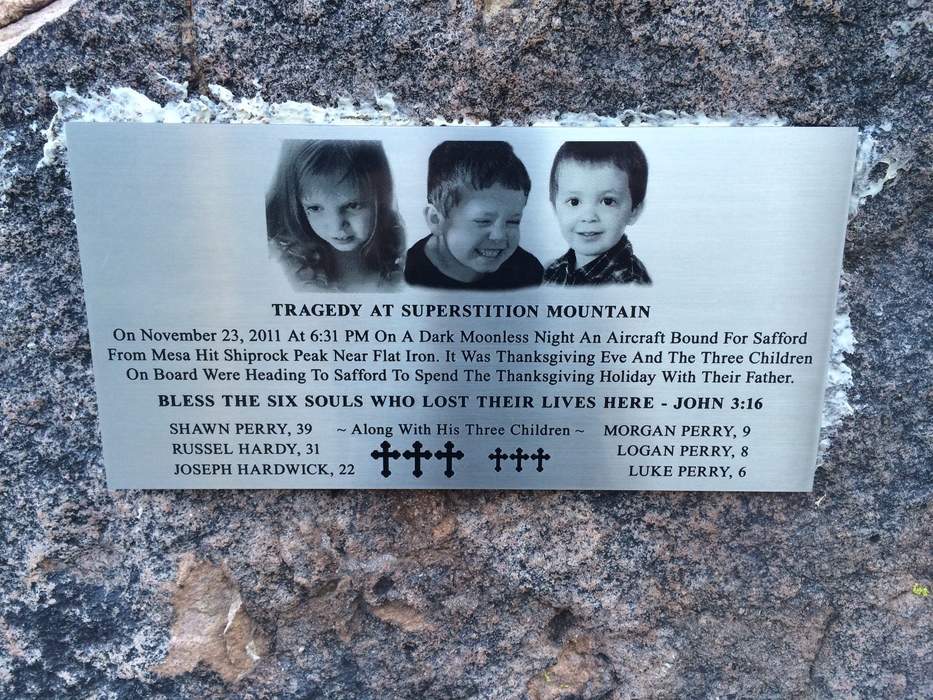 TRAGEDY AT SUPERSTITION MOUNTAIN
On November 23, 2011 At 6:31 PM On A Dark Moonless Night An Aircraft Bound For Safford
From Mesa Hit Shiprock Peak Near Flat Iron. It Was Thanksgiving Eve And The Three Children
On Board Were Heading To Safford To Spend The Thanksgiving Holiday With Their Father.
BLESS THE SIX SOULS WHO LOST THEIR LIVES HERE - JOHN 3:16
SHAWN PERRY, 39 ~ Along With His Three Children ~ MORGAN PERRY, 9
RUSSEL HARDY, 31 LOGAN PERRY, 8
JOSEPH HARDWICK, 22 LUKE PERRY, 6